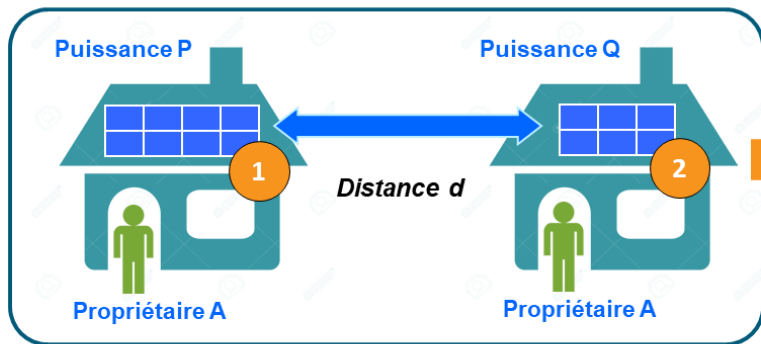 Puissance P
Puissance Q
1
2
Distance d
Propriétaire A
Propriétaire A